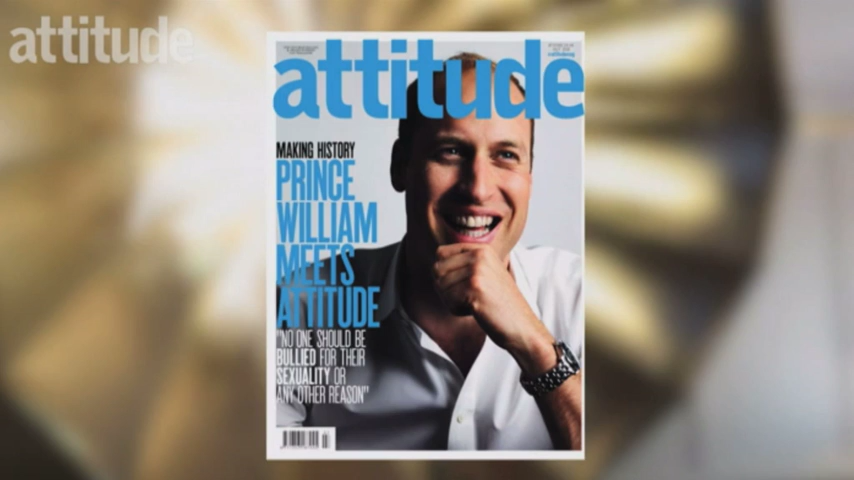 attitude
attitude
MAKING HISTORY
PRINCE
WILLIAM
MEETS
ATTITUDE
"NO ONE SHOULD BE
BULLIED FOR THEIR
SEXUALITY OR
ANY OTHER REASON"